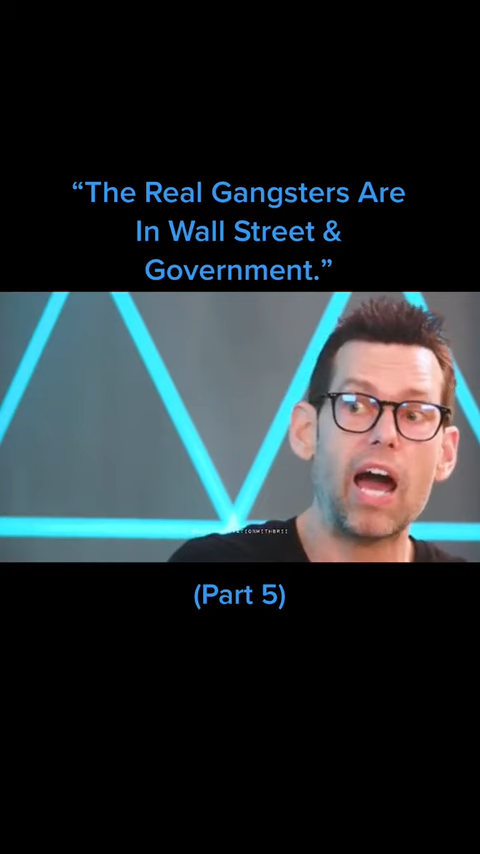 “The Real Gangsters Are
In Wall Street &
Government.”
(Part 5)